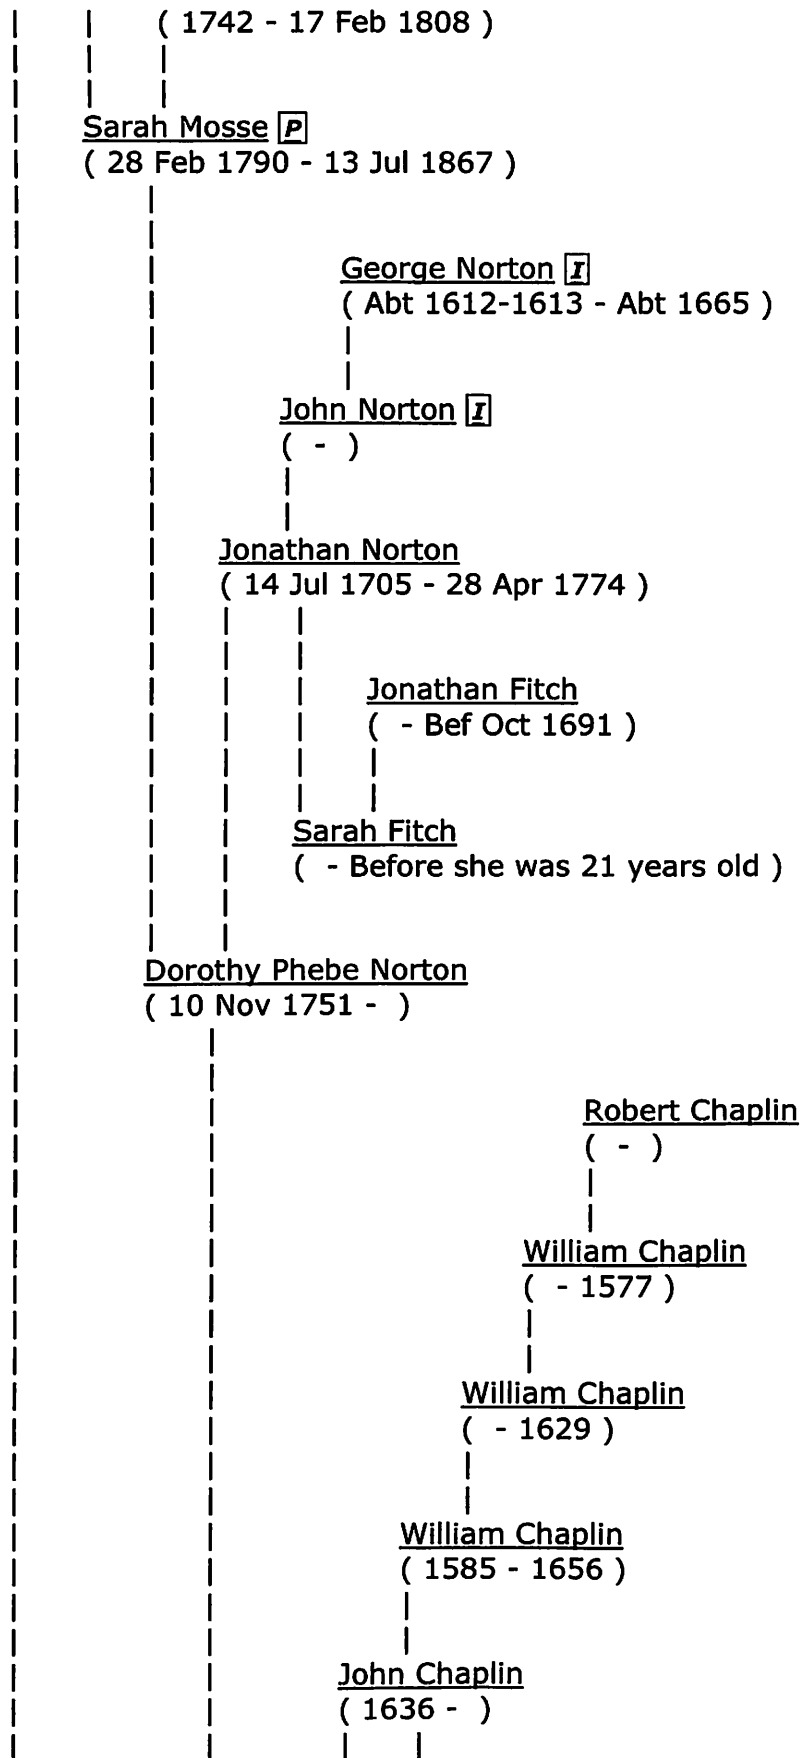 ( 1742 - 17 Feb 1808 )
Sarah Mosse P
( 28 Feb 1790 - 13 Jul 1867 )
George Norton I
( Abt 1612-1613 - Abt 1665 )
John Norton I
( - )
Jonathan Norton
( 14 Jul 1705 - 28 Apr 1774 )
Jonathan Fitch
( - Bef Oct 1691 )
Sarah Fitch
( - Before she was 21 years old )
Dorothy Phebe Norton
( 10 Nov 1751 - )
Robert Chaplin
( - )
William Chaplin
( - 1577 )
William Chaplin
( - 1629 )
William Chaplin
( 1585 - 1656 )
John Chaplin
( 1636 - )